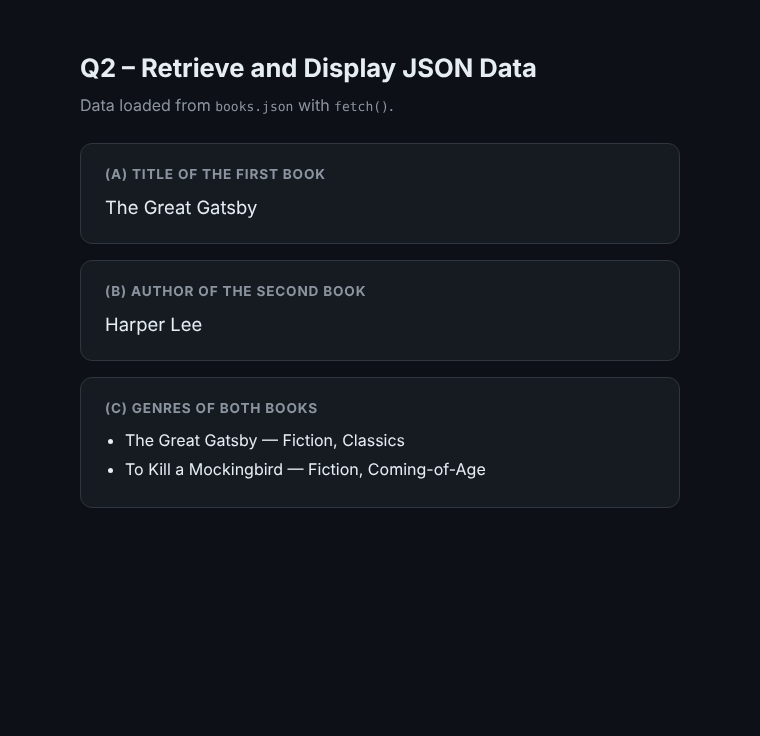 Q2 – Retrieve and Display JSON Data
Data loaded from books.json with fetch().
(A) TITLE OF THE FIRST BOOK
The Great Gatsby
(B) AUTHOR OF THE SECOND BOOK
Harper Lee
(C) GENRES OF BOTH BOOKS
• The Great Gatsby — Fiction, Classics
• To Kill a Mockingbird — Fiction, Coming-of-Age